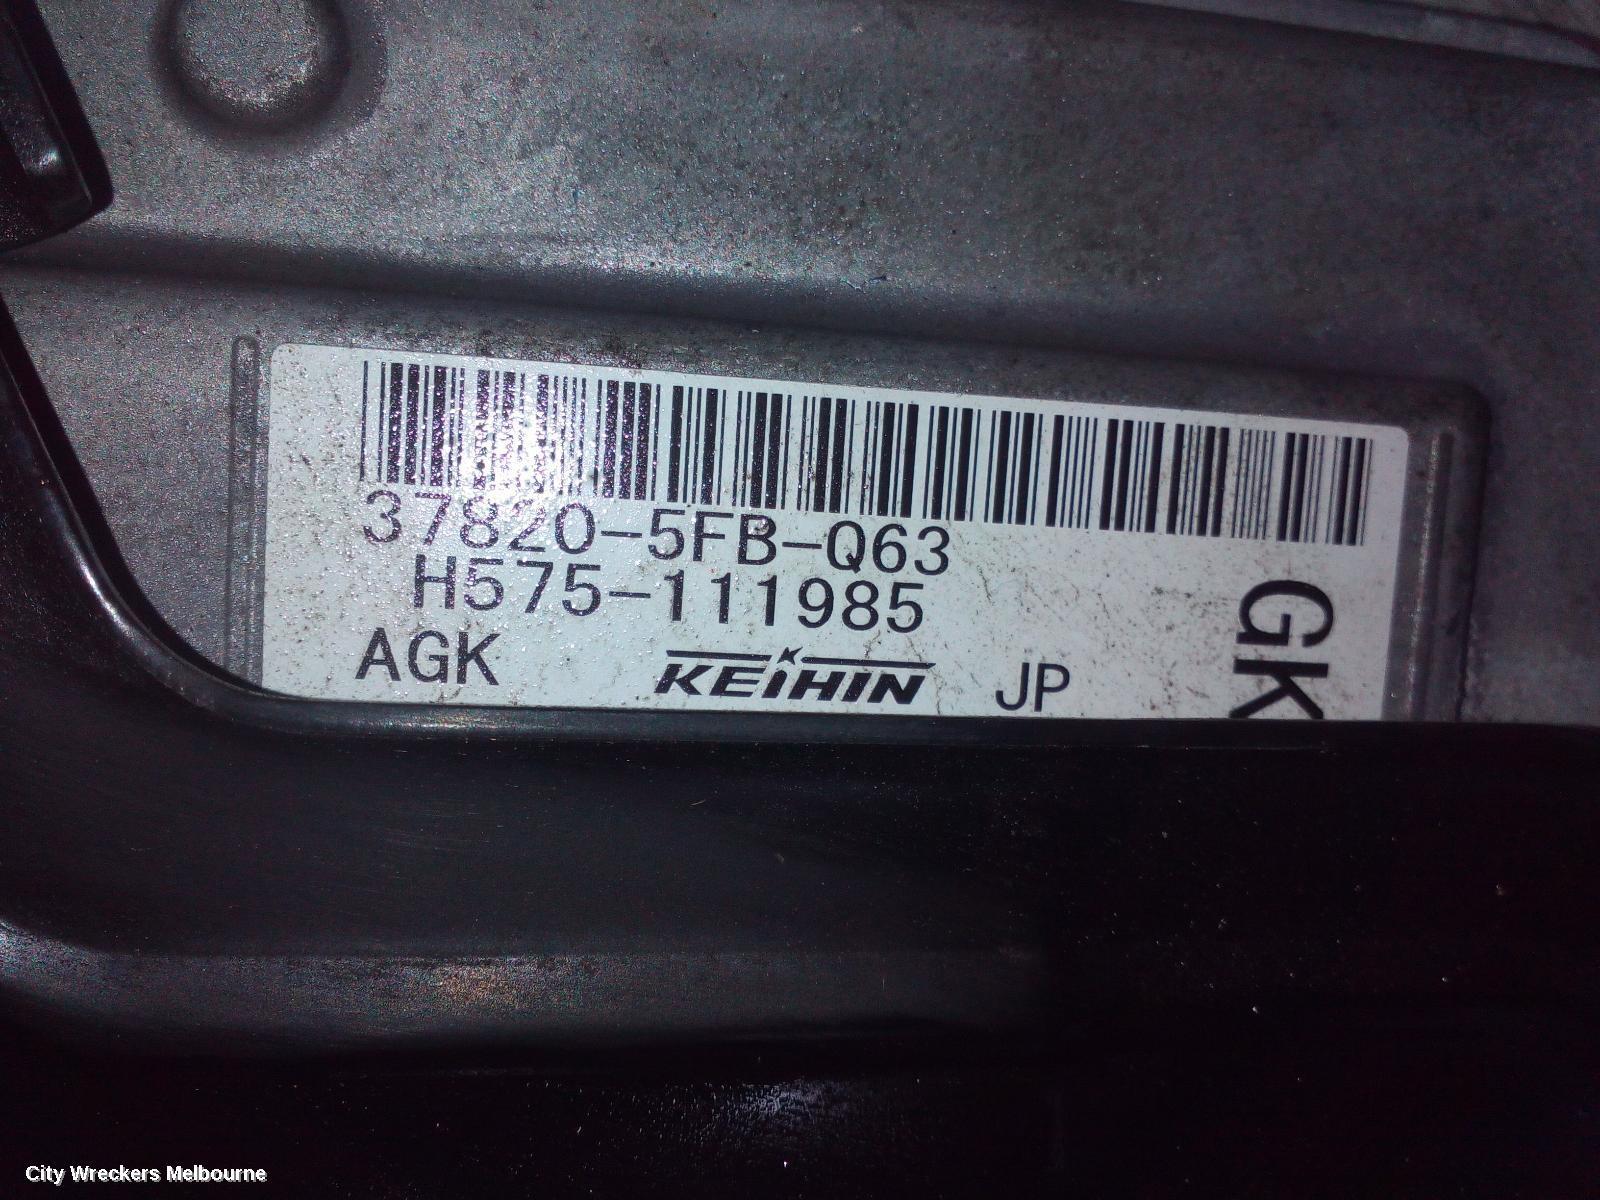 37820-5FB-Q63
H575-111985
AGK KEIHIN JP
GK
City Wreckers Melbourne